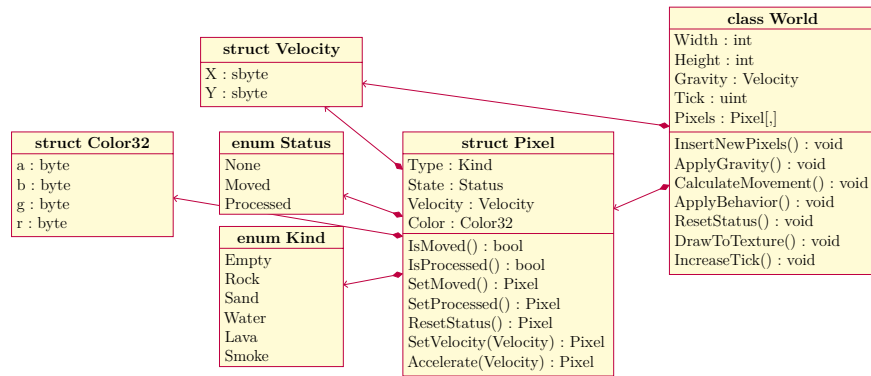 struct Velocity
X : sbyte
Y : sbyte
class World
Width : int
Height : int
Gravity : Velocity
Tick : uint
Pixels : Pixel[,]
InsertNewPixels() : void
ApplyGravity() : void
CalculateMovement() : void
ApplyBehavior() : void
ResetStatus() : void
DrawToTexture() : void
IncreaseTick() : void
struct Color32
a : byte
b : byte
g : byte
r : byte
enum Status
None
Moved
Processed
struct Pixel
Type : Kind
State : Status
Velocity : Velocity
Color : Color32
IsMoved() : bool
IsProcessed() : bool
SetMoved() : Pixel
SetProcessed() : Pixel
ResetStatus() : Pixel
SetVelocity(Velocity) : Pixel
Accelerate(Velocity) : Pixel
enum Kind
Empty
Rock
Sand
Water
Lava
Smoke